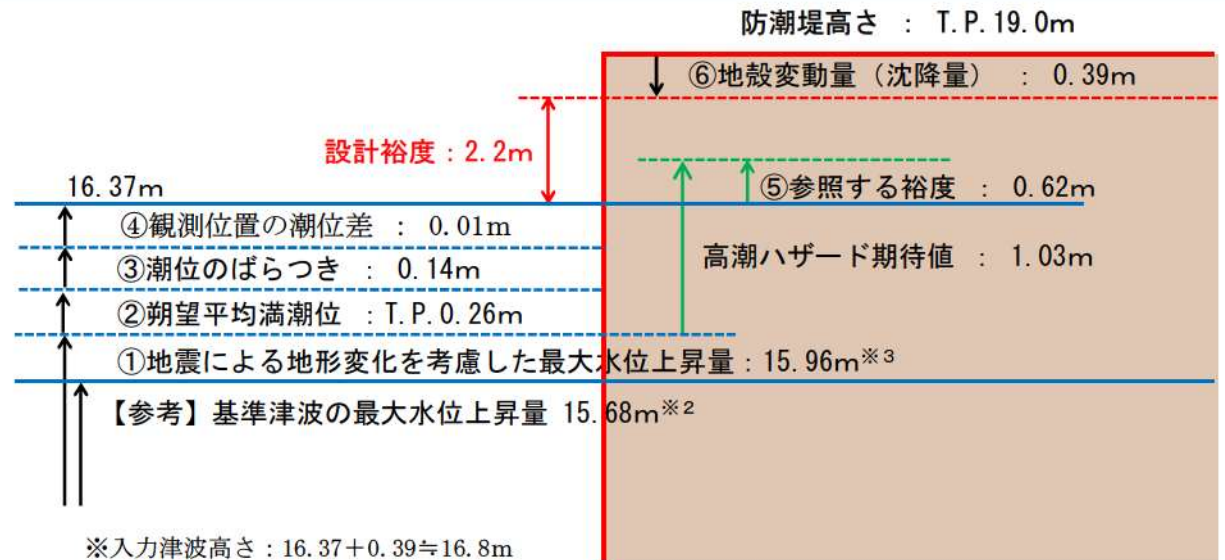 防潮堤高さ : T.P.19.0m
⑥地殻変動量（沈降量） : 0.39m
設計裕度：2.2m
16.37m
⑤参照する裕度 : 0.62m
④観測位置の潮位差 : 0.01m
高潮ハザード期待値 : 1.03m
③潮位のばらつき : 0.14m
②朔望平均満潮位 :T.P.0.26m
①地震による地形変化を考慮した最大水位上昇量：15.96m※3
【参考】基準津波の最大水位上昇量 15.68m※2
※入力津波高さ：16.37＋0.39≒16.8m